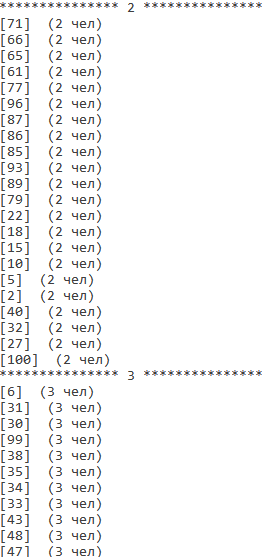 *************** 2 ***************
[71]  (2 чел)
[66]  (2 чел)
[65]  (2 чел)
[61]  (2 чел)
[77]  (2 чел)
[96]  (2 чел)
[87]  (2 чел)
[86]  (2 чел)
[85]  (2 чел)
[93]  (2 чел)
[89]  (2 чел)
[79]  (2 чел)
[22]  (2 чел)
[18]  (2 чел)
[15]  (2 чел)
[10]  (2 чел)
[5]  (2 чел)
[2]  (2 чел)
[40]  (2 чел)
[32]  (2 чел)
[27]  (2 чел)
[100]  (2 чел)
*************** 3 ***************
[6]  (3 чел)
[31]  (3 чел)
[30]  (3 чел)
[99]  (3 чел)
[38]  (3 чел)
[35]  (3 чел)
[34]  (3 чел)
[33]  (3 чел)
[43]  (3 чел)
[48]  (3 чел)
[47]  (3 чел)